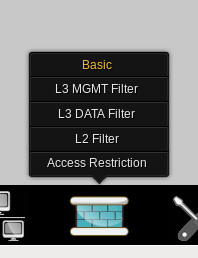 Basic
L3 MGMT Filter
L3 DATA Filter
L2 Filter
Access Restriction